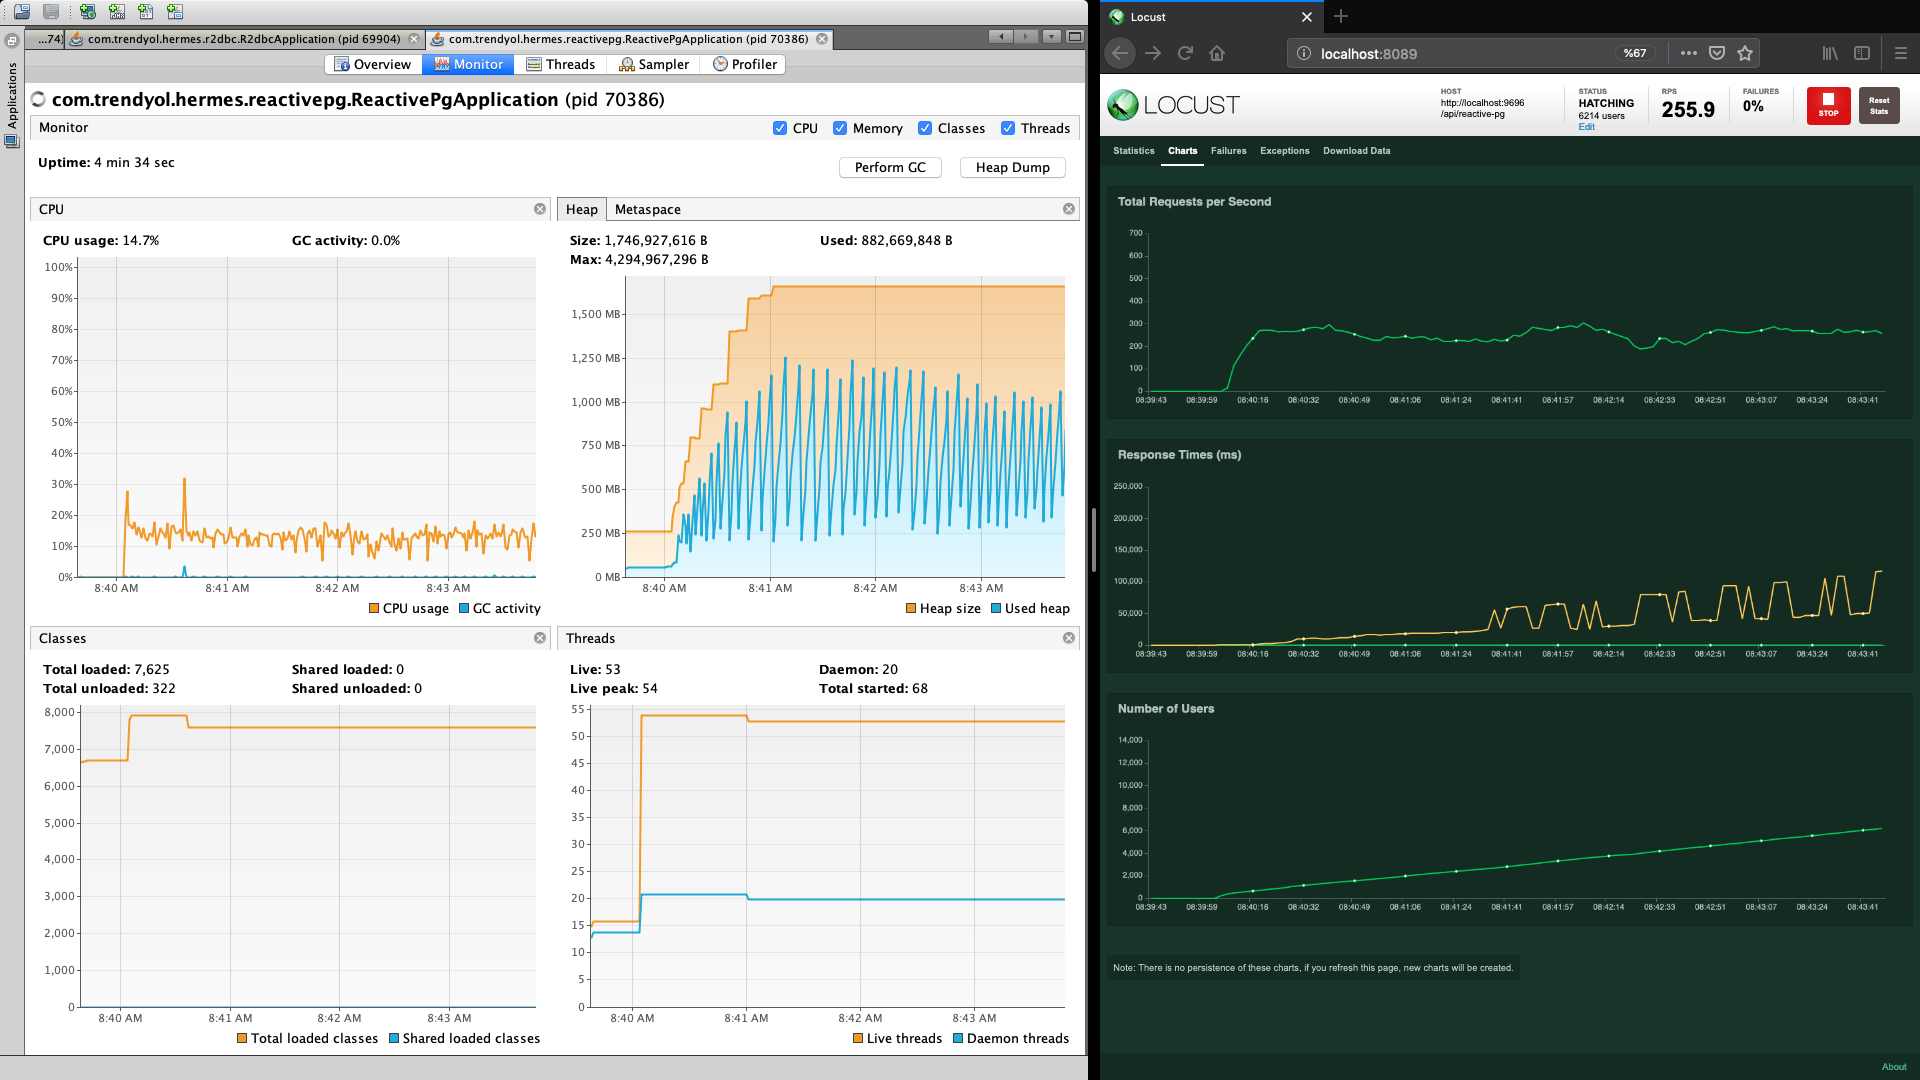 ...74)
com.trendyol.hermes.r2dbc.R2dbcApplication (pid 69904)
com.trendyol.hermes.reactivepg.ReactivePgApplication (pid 70386)
Applications
Overview
Monitor
Threads
Sampler
Profiler
com.trendyol.hermes.reactivepg.ReactivePgApplication (pid 70386)
Monitor
CPU
Memory
Classes
Threads
Uptime: 4 min 34 sec
Perform GC
Heap Dump
CPU
CPU usage: 14.7%
GC activity: 0.0%
100%
90%
80%
70%
60%
50%
40%
30%
20%
10%
0%
8:40 AM
8:41 AM
8:42 AM
8:43 AM
CPU usage
GC activity
Heap
Metaspace
Size: 1,746,927,616 B
Used: 882,669,848 B
Max: 4,294,967,296 B
1,500 MB
1,250 MB
1,000 MB
750 MB
500 MB
250 MB
0 MB
8:40 AM
8:41 AM
8:42 AM
8:43 AM
Heap size
Used heap
Classes
Total loaded: 7,625
Shared loaded: 0
Total unloaded: 322
Shared unloaded: 0
8,000
7,000
6,000
5,000
4,000
3,000
2,000
1,000
0
8:40 AM
8:41 AM
8:42 AM
8:43 AM
Total loaded classes
Shared loaded classes
Threads
Live: 53
Daemon: 20
Live peak: 54
Total started: 68
55
50
45
40
35
30
25
20
15
10
5
0
8:40 AM
8:41 AM
8:42 AM
8:43 AM
Live threads
Daemon threads
Locust
localhost:8089
%67
LOCUST
HOST
http://localhost:9696
/api/reactive-pg
STATUS
HATCHING
6214 users
Edit
RPS
255.9
FAILURES
0%
STOP
Reset
Stats
Statistics
Charts
Failures
Exceptions
Download Data
Total Requests per Second
700
600
500
400
300
200
100
0
08:39:43
08:39:59
08:40:16
08:40:32
08:40:49
08:41:06
08:41:24
08:41:41
08:41:57
08:42:14
08:42:33
08:42:51
08:43:07
08:43:24
08:43:41
Response Times (ms)
250,000
200,000
150,000
100,000
50,000
0
08:39:43
08:39:59
08:40:16
08:40:32
08:40:49
08:41:06
08:41:24
08:41:41
08:41:57
08:42:14
08:42:33
08:42:51
08:43:07
08:43:24
08:43:41
Number of Users
14,000
12,000
10,000
8,000
6,000
4,000
2,000
0
08:39:43
08:39:59
08:40:16
08:40:32
08:40:49
08:41:06
08:41:24
08:41:41
08:41:57
08:42:14
08:42:33
08:42:51
08:43:07
08:43:24
08:43:41
Note: There is no persistence of these charts, if you refresh this page, new charts will be created.
About